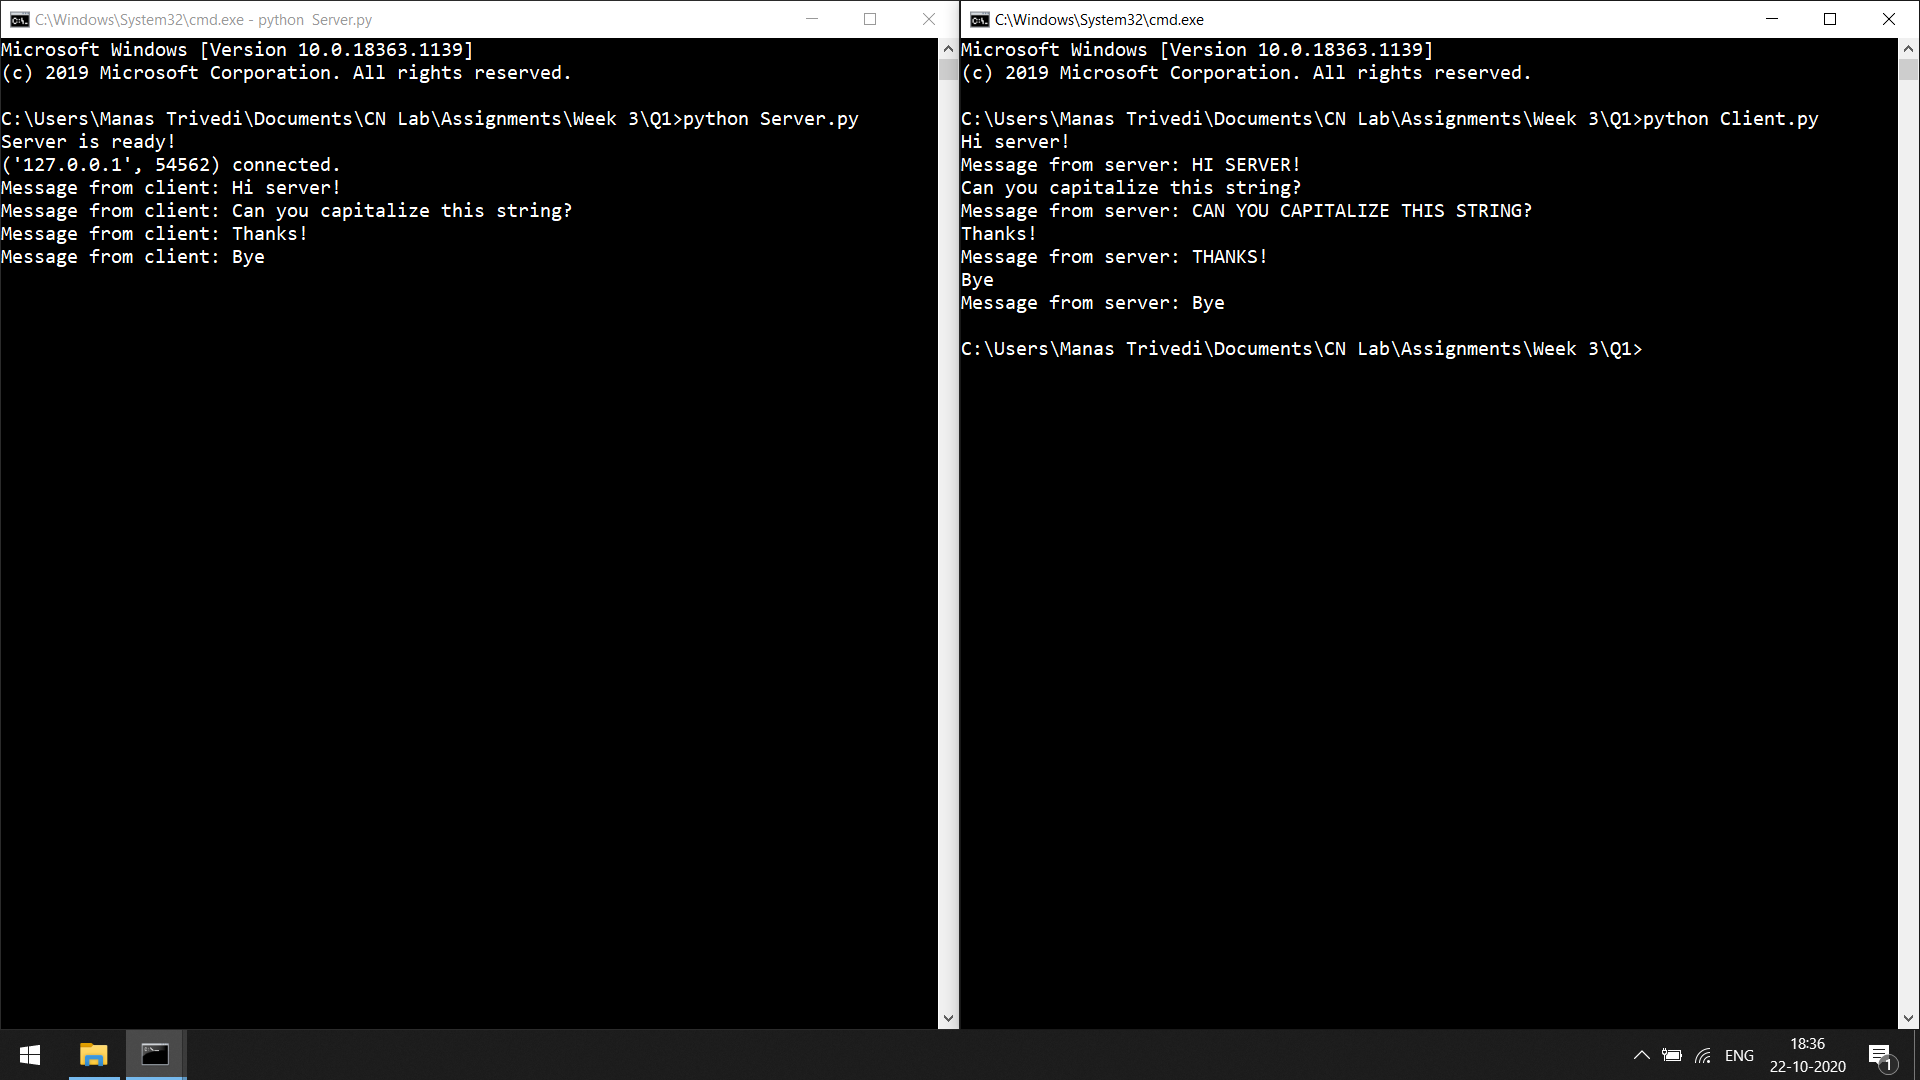 C:\Windows\System32\cmd.exe - python  Server.py
Microsoft Windows [Version 10.0.18363.1139]
(c) 2019 Microsoft Corporation. All rights reserved.
C:\Users\Manas Trivedi\Documents\CN Lab\Assignments\Week 3\Q1>python Server.py
Server is ready!
('127.0.0.1', 54562) connected.
Message from client: Hi server!
Message from client: Can you capitalize this string?
Message from client: Thanks!
Message from client: Bye
C:\Windows\System32\cmd.exe
Microsoft Windows [Version 10.0.18363.1139]
(c) 2019 Microsoft Corporation. All rights reserved.
C:\Users\Manas Trivedi\Documents\CN Lab\Assignments\Week 3\Q1>python Client.py
Hi server!
Message from server: HI SERVER!
Can you capitalize this string?
Message from server: CAN YOU CAPITALIZE THIS STRING?
Thanks!
Message from server: THANKS!
Bye
Message from server: Bye
C:\Users\Manas Trivedi\Documents\CN Lab\Assignments\Week 3\Q1>
ENG
18:36
22-10-2020
1